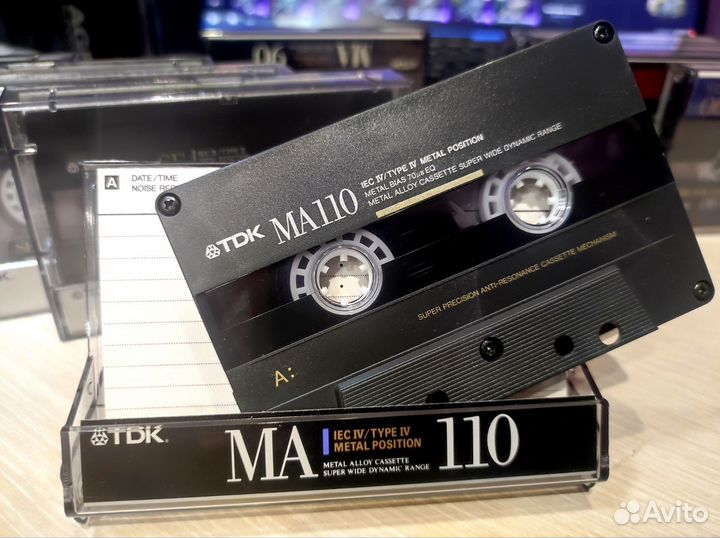 A DATE/TIME
NOISE RE
TDK MA110
IEC IV/TYPE IV METAL POSITION
METAL BIAS 70μs EQ
METAL ALLOY CASSETTE SUPER WIDE DYNAMIC RANGE
SUPER PRECISION ANTI-RESONANCE CASSETTE MECHANISM
A:
TDK
MA
IEC IV/TYPE IV
METAL POSITION
METAL ALLOY CASSETTE
SUPER WIDE DYNAMIC RANGE
110
Avito